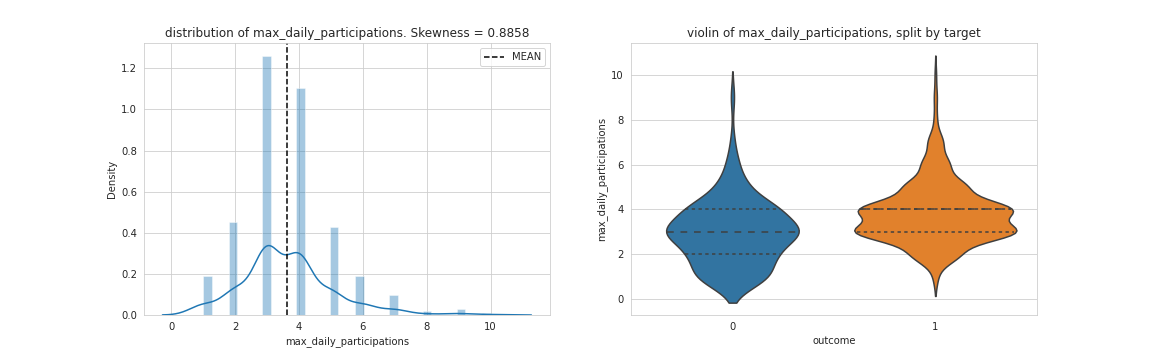 distribution of max_daily_participations. Skewness = 0.8858
MEAN
1.2
1.0
0.8
0.6
0.4
0.2
0.0
Density
0 2 4 6 8 10
max_daily_participations
violin of max_daily_participations, split by target
10
8
6
4
2
0
max_daily_participations
0 1
outcome